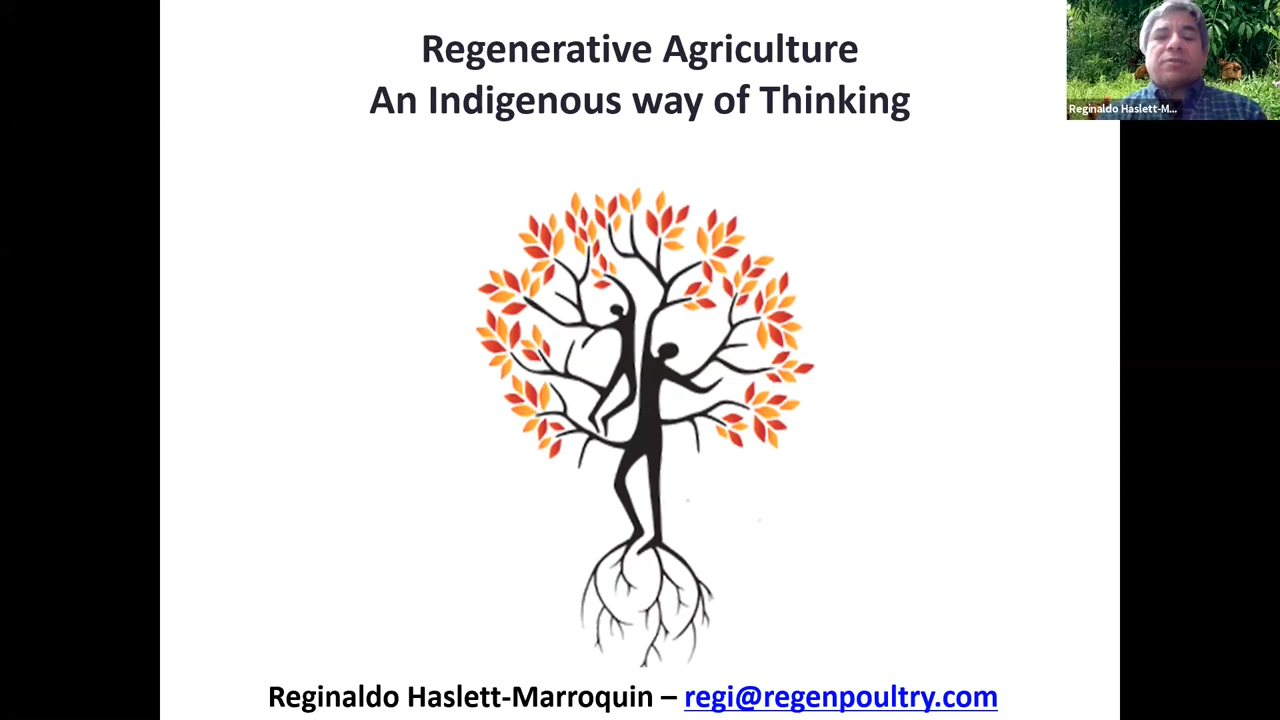 Regenerative Agriculture
An Indigenous way of Thinking
Reginaldo Haslett-M...
Reginaldo Haslett-Marroquin – regi@regenpoultry.com